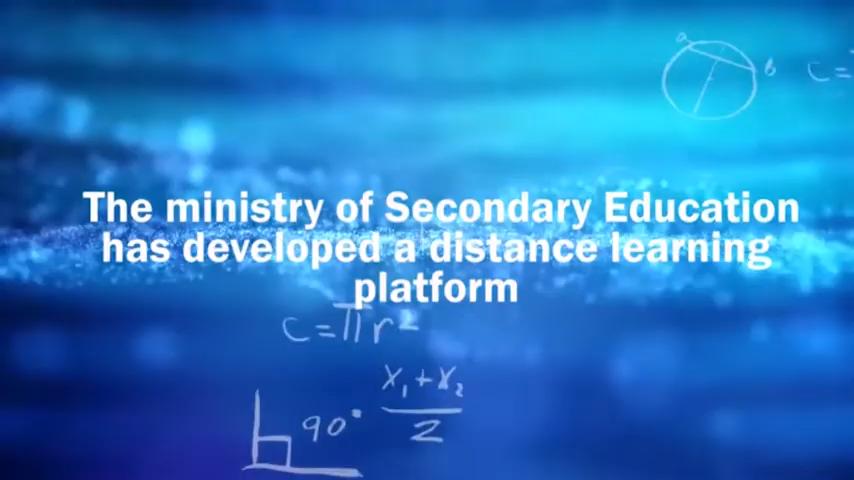 a
b
c=
The ministry of Secondary Education
has developed a distance learning
platform
c=πr²
90°
x₁+x₂
2